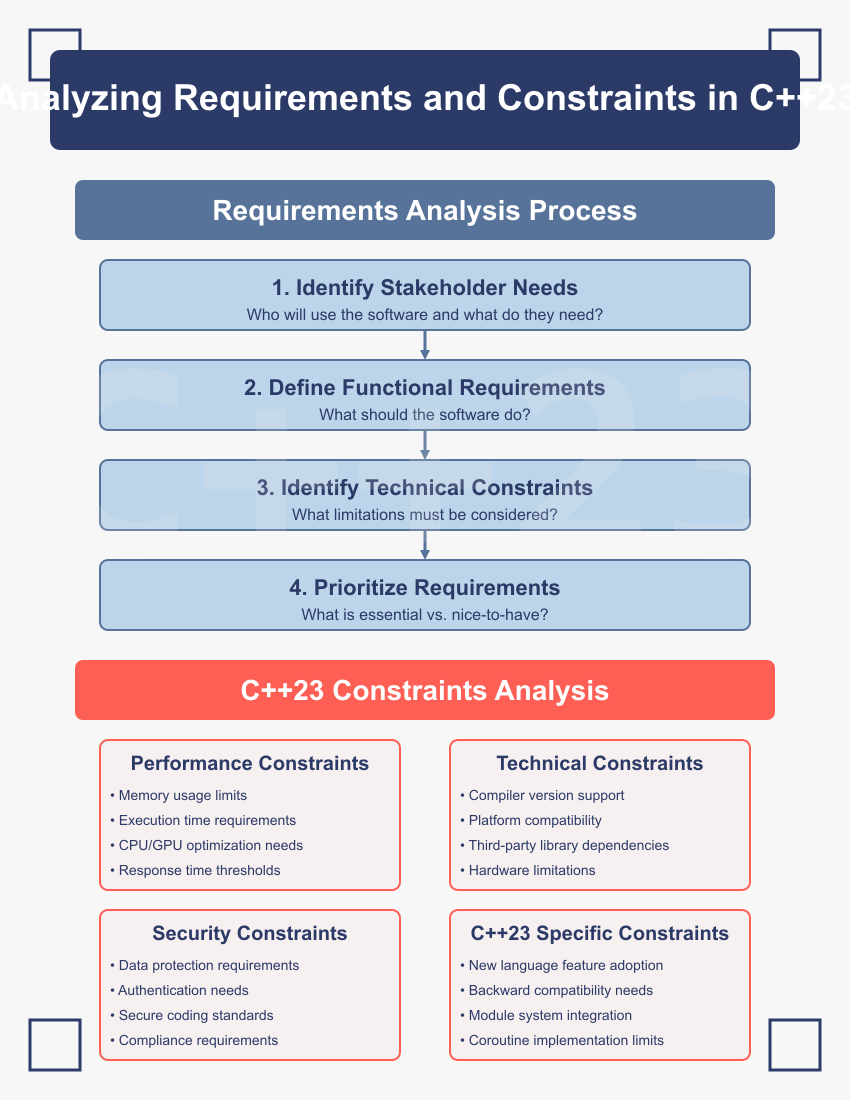 Analyzing Requirements and Constraints in C++23
Requirements Analysis Process
1. Identify Stakeholder Needs
Who will use the software and what do they need?
2. Define Functional Requirements
What should the software do?
3. Identify Technical Constraints
What limitations must be considered?
4. Prioritize Requirements
What is essential vs. nice-to-have?
C++23
C++23 Constraints Analysis
Performance Constraints
• Memory usage limits
• Execution time requirements
• CPU/GPU optimization needs
• Response time thresholds
Technical Constraints
• Compiler version support
• Platform compatibility
• Third-party library dependencies
• Hardware limitations
Security Constraints
• Data protection requirements
• Authentication needs
• Secure coding standards
• Compliance requirements
C++23 Specific Constraints
• New language feature adoption
• Backward compatibility needs
• Module system integration
• Coroutine implementation limits